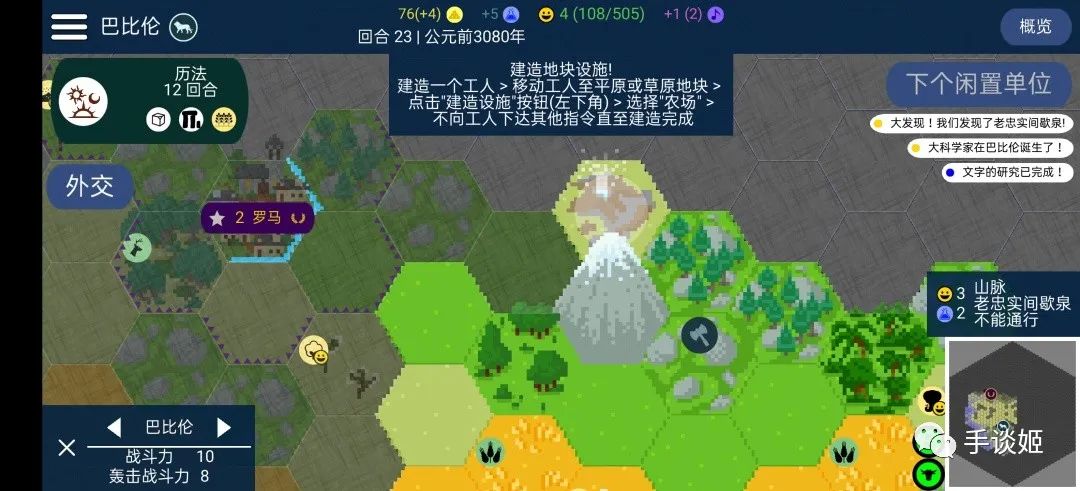 巴比伦
76(+4)
+5
4 (108/505)
+1 (2)
回合 23 | 公元前3080年
概览
历法
12 回合
建造地块设施!
建造一个工人 > 移动工人至平原或草原地块 >
点击"建造设施"按钮(左下角) > 选择"农场" >
不向工人下达其他指令直至建造完成
下个闲置单位
大发现！我们发现了老忠实间歇泉!
大科学家在巴比伦诞生了！
文字的研究已完成！
外交
2 罗马
3
2
山脉
老忠实间歇泉
不能通行
巴比伦
战斗力 10
轰击战斗力 8
手谈姬